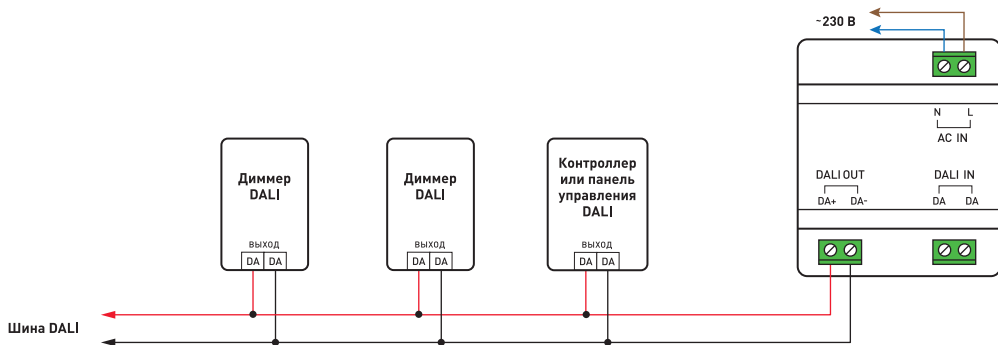 ~230 В
N L
AC IN
DALI OUT
DALI IN
DA+ DA-
DA DA
Диммер
DALI
выход
DA DA
Диммер
DALI
выход
DA DA
Контроллер
или панель
управления
DALI
выход
DA DA
Шина DALI